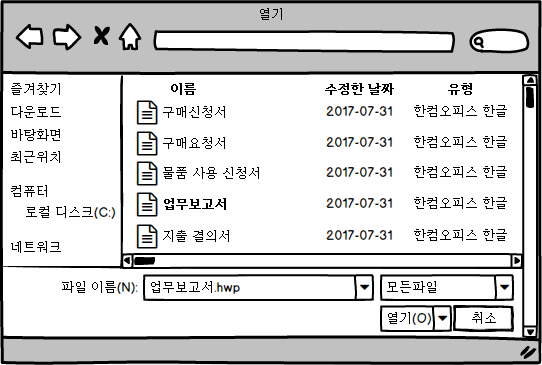 열기
즐겨찾기
다운로드
바탕화면
최근위치
컴퓨터
로컬 디스크(C:)
네트워크
이름 수정한 날짜 유형
구매신청서 2017-07-31 한컴오피스 한글
구매요청서 2017-07-31 한컴오피스 한글
물품 사용 신청서 2017-07-31 한컴오피스 한글
업무보고서 2017-07-31 한컴오피스 한글
지출 결의서 2017-07-31 한컴오피스 한글
파일 이름(N): 업무보고서.hwp 모든파일
열기(O) 취소